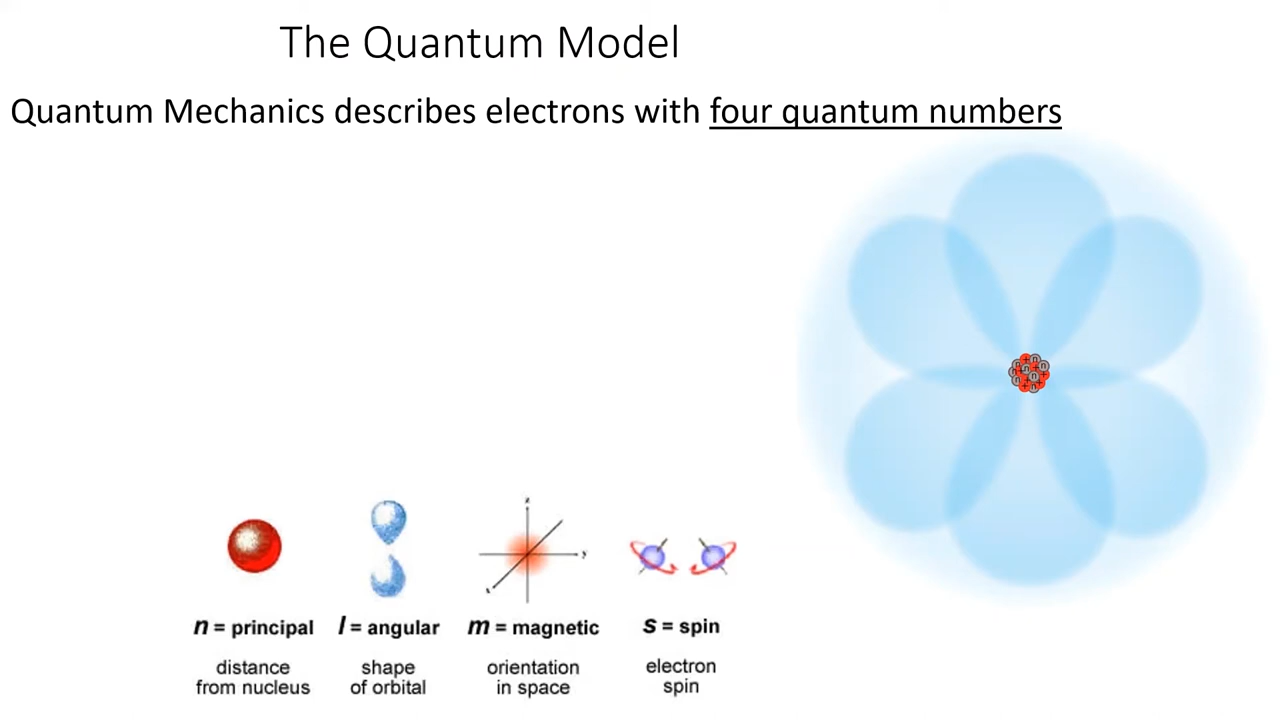 The Quantum Model
Quantum Mechanics describes electrons with four quantum numbers
z
y
x
n = principal
l = angular
m = magnetic
s = spin
distance
from nucleus
shape
of orbital
orientation
in space
electron
spin